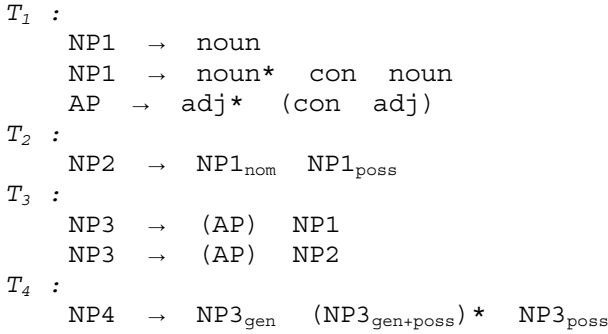 T₁ :
NP1 → noun
NP1 → noun* con noun
AP → adj* (con adj)
T₂ :
NP2 → NP1nom NP1poss
T₃ :
NP3 → (AP) NP1
NP3 → (AP) NP2
T₄ :
NP4 → NP3gen (NP3gen+poss)* NP3poss